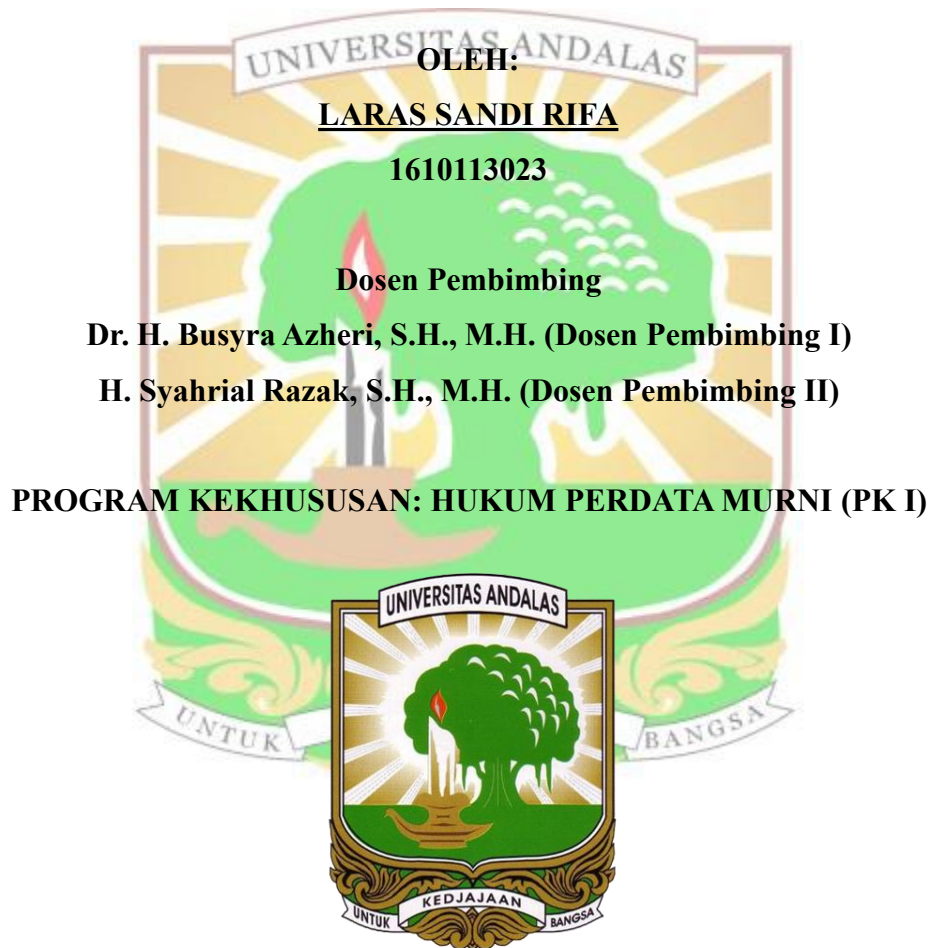 UNIVERSITAS ANDALAS
OLEH:
LARAS SANDI RIFA
1610113023
Dosen Pembimbing
Dr. H. Busyra Azheri, S.H., M.H. (Dosen Pembimbing I)
H. Syahrial Razak, S.H., M.H. (Dosen Pembimbing II)
PROGRAM KEKHUSUSAN: HUKUM PERDATA MURNI (PK I)
UNIVERSITAS ANDALAS
UNTUK BANGSA
UNTUK KEDJAJAAN BANGSA